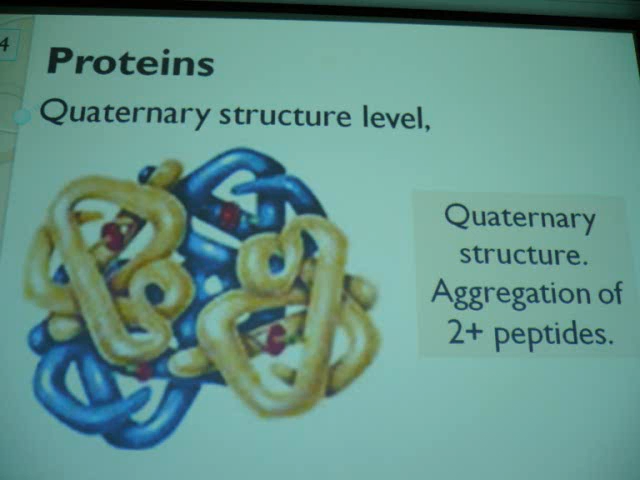 4
Proteins
Quaternary structure level,
Quaternary
structure.
Aggregation of
2+ peptides.